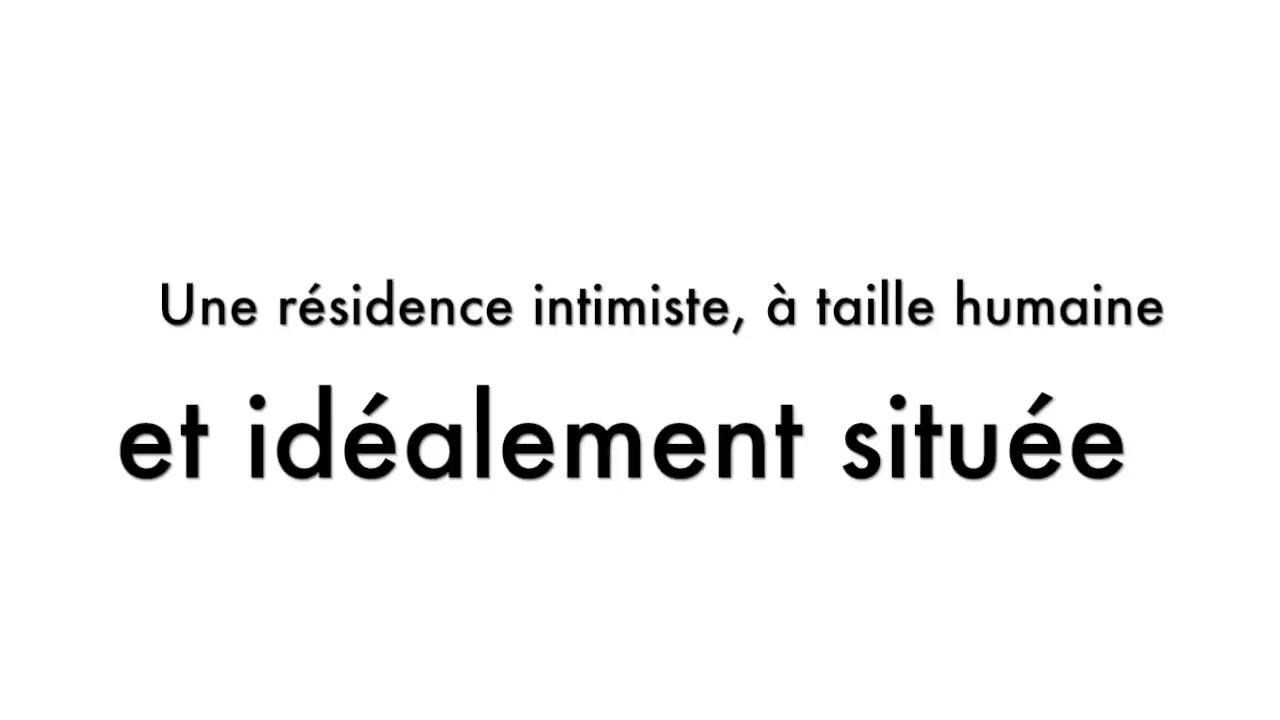 Une résidence intimiste, à taille humaine
et idéalement située